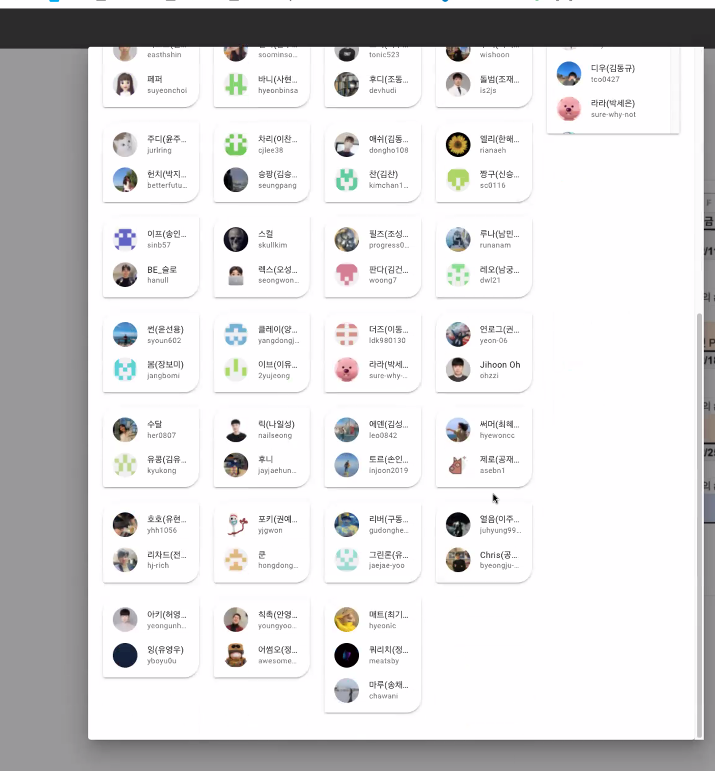 easthshin
soominso...
tonic523
wishoon
페퍼
suyeonchoi
바니(사현...
hyeonbinsa
후디(조동...
devhudi
돌범(조재...
is2js
디우(김동규)
tco0427
라라(박세은)
sure-why-not
주디(윤주...
jurlring
차리(이찬...
cjlee38
애쉬(김동...
dongho108
엘리(한해...
rianaeh
헌치(박지...
betterfutu...
승팡(김승...
seungpang
찬(김찬)
kimchan1...
짱구(신승...
sc0116
이프(송인...
sinb57
스컬
skullkim
필즈(조성...
progress0...
루나(남민...
runanam
BE_슬로
hanull
렉스(오성...
seongwon...
판다(김건...
woong7
레오(남궁...
dwl21
썬(윤선용)
syoun602
클레이(양...
yangdongj...
더즈(이동...
ldk980130
연로그(권...
yeon-06
봄(장보미)
jangbomi
이브(이유...
2yujeong
라라(박세...
sure-why-...
Jihoon Oh
ohzzi
수달
her0807
릭(나일성)
nailseong
에덴(김성...
leo0842
써머(최혜...
hyewoncc
유콩(김유...
kyukong
후니
jayjaehun...
토르(손인...
injoon2019
제로(공재...
asebn1
호호(유현...
yhh1056
포키(권예...
yjgwon
리버(구동...
gudonghe...
열음(이주...
juhyung99...
리차드(전...
hj-rich
쿤
hongdong...
그린론(유...
jaejae-yoo
Chris(공...
byeongju-...
아키(허영...
yeongunh...
칙촉(안영...
youngyoo...
매트(최기...
hyeonic
잉(유영우)
yboyu0u
어썸오(정...
awesome...
쿼리치(정...
meatsby
마루(송채...
chawani